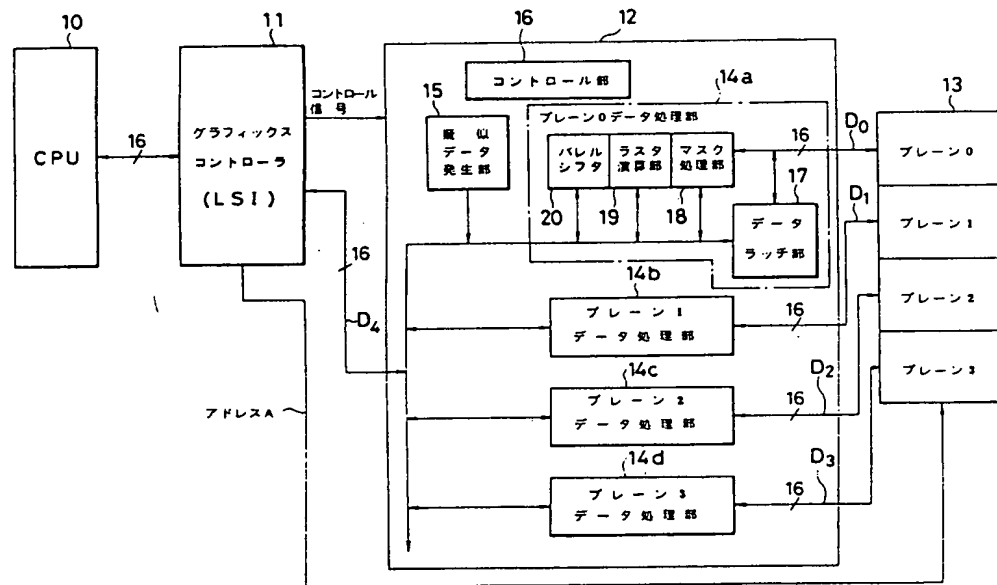 10
CPU
16
11
グラフィックス
コントローラ
(LSI)
コントロール
信号
16
D4
アドレスA
12
16
コントロール部
15
疑似
データ
発生部
14a
プレーン0データ処理部
バレル
シフタ
ラスタ
演算部
マスク
処理部
20
19
18
17
データ
ラッチ部
16
D0
D1
14b
プレーン1
データ処理部
16
14c
プレーン2
データ処理部
16
D2
14d
プレーン3
データ処理部
16
D3
13
プレーン0
プレーン1
プレーン2
プレーン3